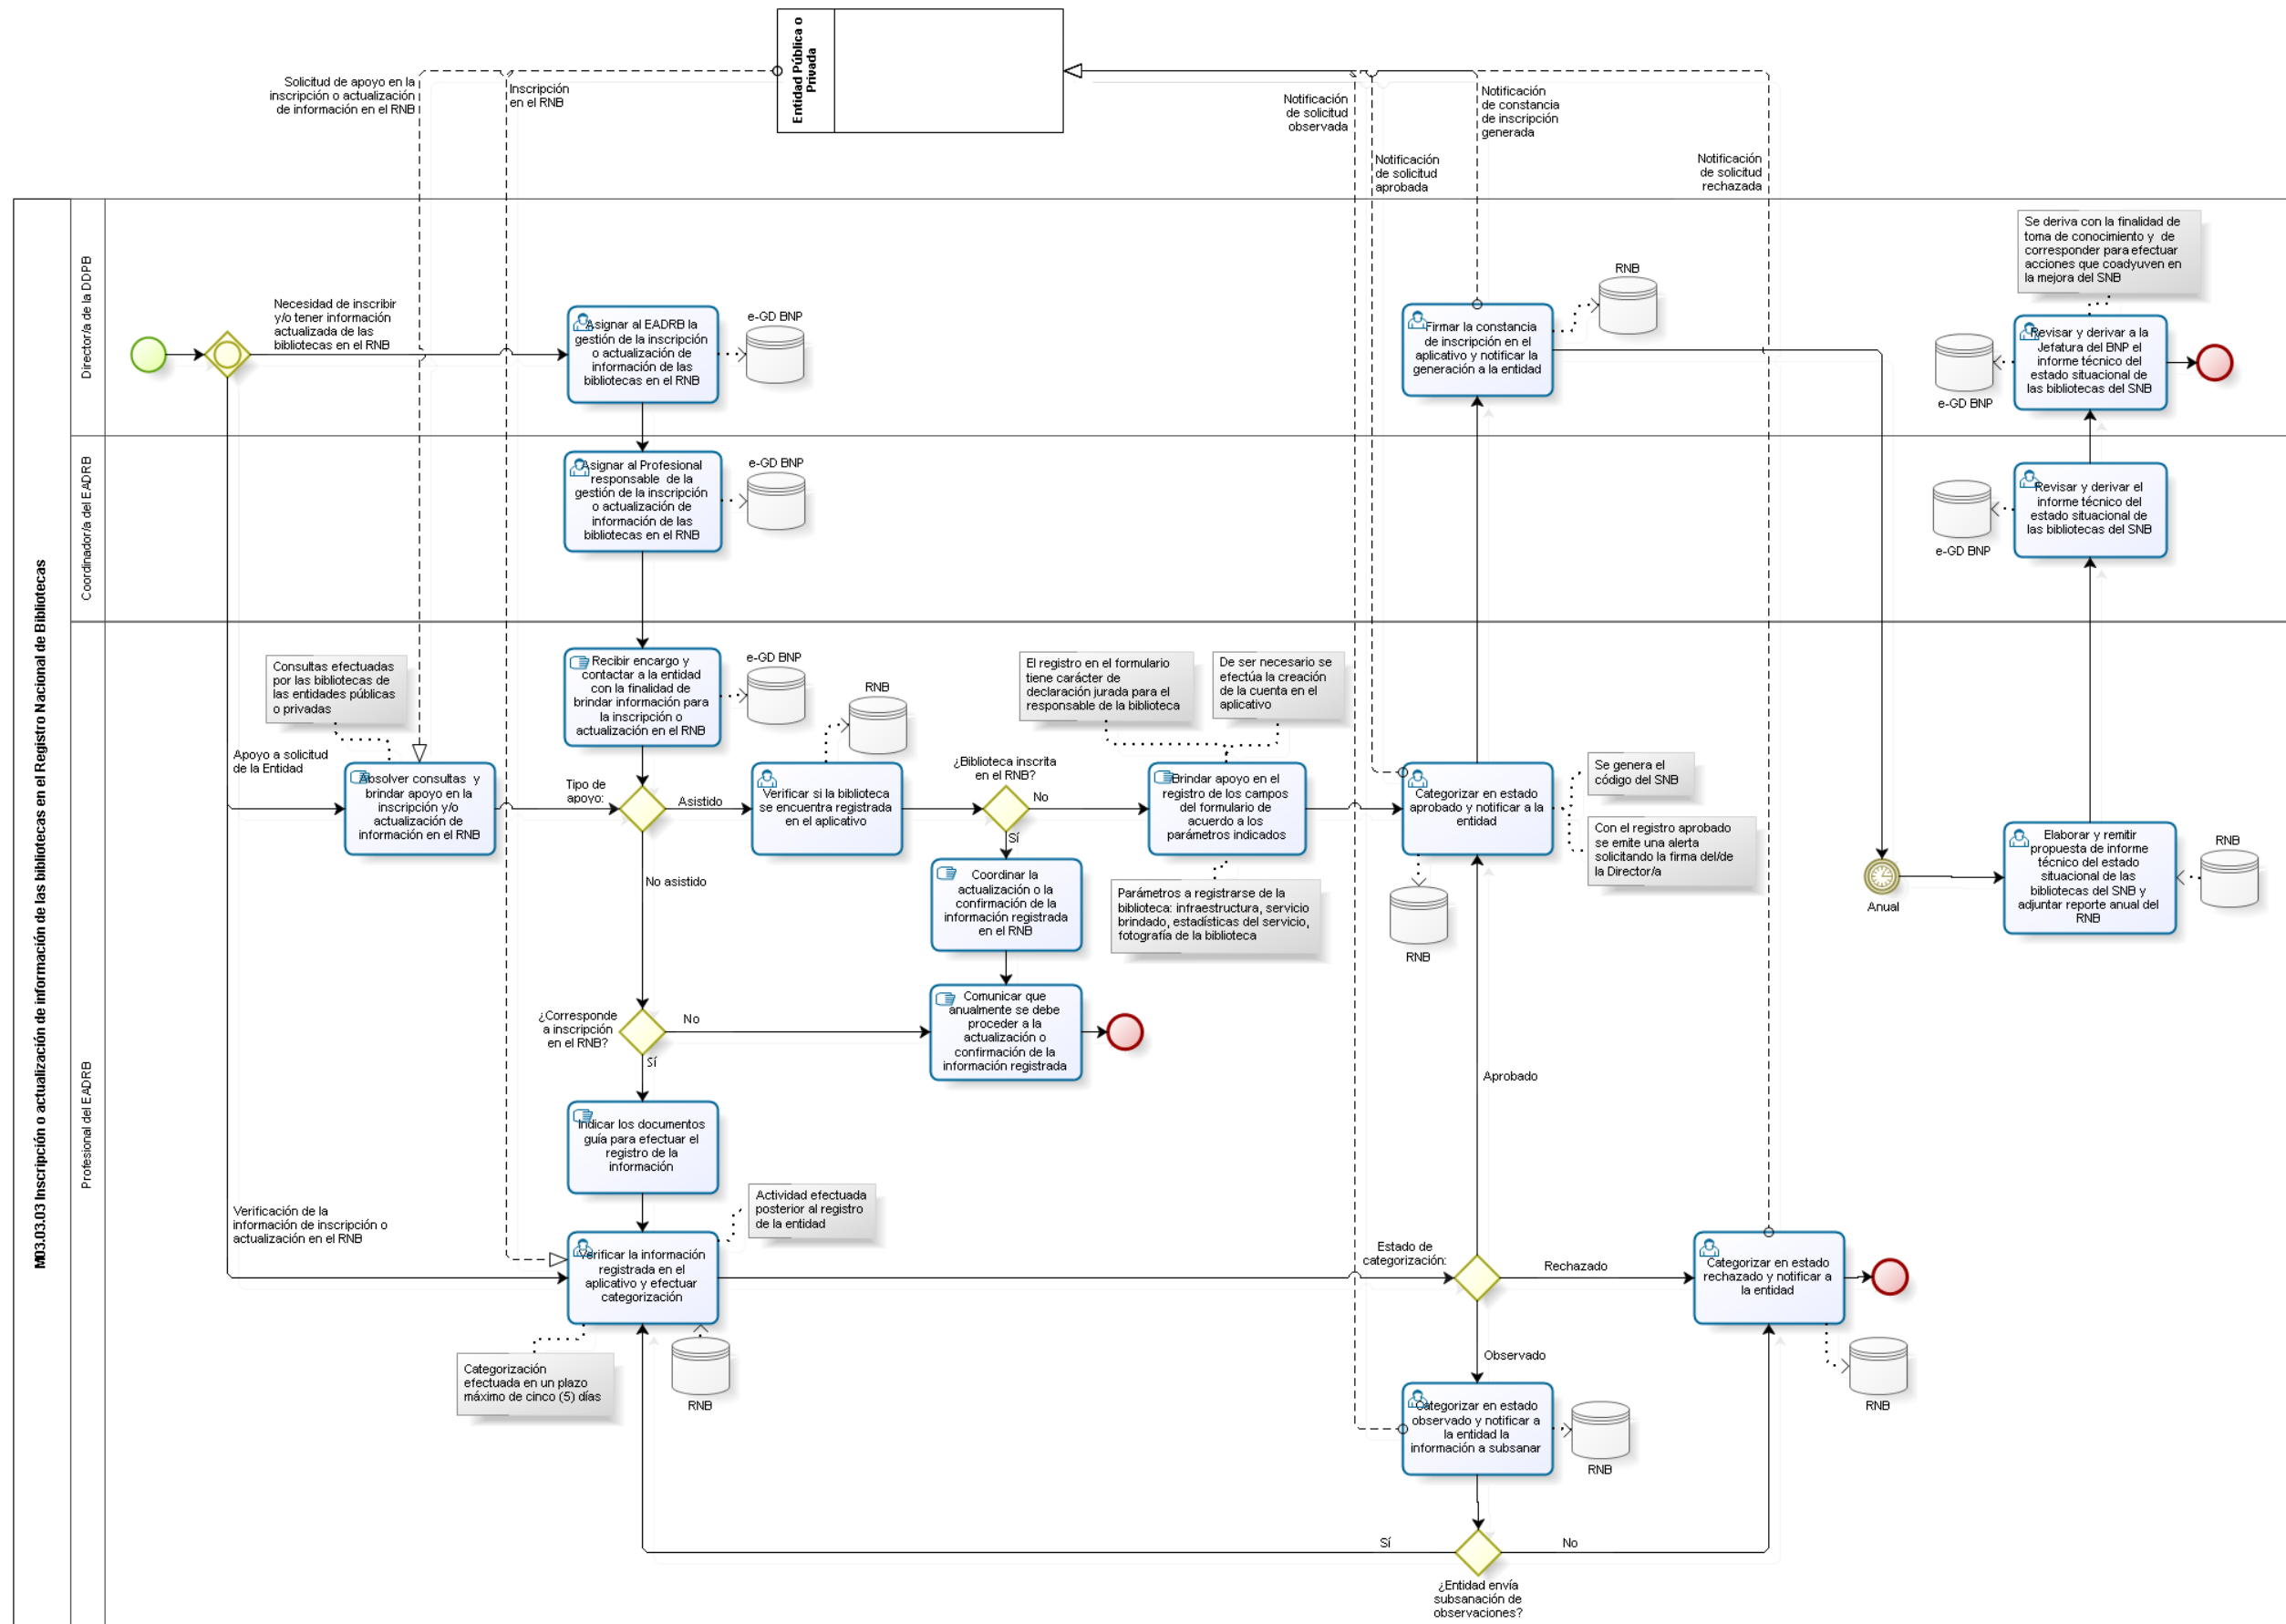 Entidad Pública o
Privada
Solicitud de apoyo en la
inscripción o actualización
de información en el RNB
Inscripción
en el RNB
Notificación
de solicitud
observada
Notificación
de solicitud
aprobada
Notificación
de constancia
de inscripción
generada
Notificación
de solicitud
rechazada
M03.03.03 Inscripción o actualización de información de las bibliotecas en el Registro Nacional de Bibliotecas
Director/a de la DDPB
Necesidad de inscribir
y/o tener información
actualizada de las
bibliotecas en el RNB
Asignar al EADRB la
gestión de la inscripción
o actualización de
información de las
bibliotecas en el RNB
e-GD BNP
Firmar la constancia
de inscripción en el
aplicativo y notificar la
generación a la entidad
RNB
Se deriva con la finalidad de
toma de conocimiento y de
corresponder para efectuar
acciones que coadyuven en
la mejora del SNB
Revisar y derivar a la
Jefatura del BNP el
informe técnico del
estado situacional de
las bibliotecas del SNB
e-GD BNP
Coordinador/a del EADRB
Asignar al Profesional
responsable de la
gestión de la inscripción
o actualización de
información de las
bibliotecas en el RNB
e-GD BNP
Revisar y derivar el
informe técnico del
estado situacional de
las bibliotecas del SNB
e-GD BNP
Profesional del EADRB
Consultas efectuadas
por las bibliotecas de
las entidades públicas
o privadas
Apoyo a solicitud
de la Entidad
Absolver consultas y
brindar apoyo en la
inscripción y/o
actualización de
información en el RNB
Recibir encargo y
contactar a la entidad
con la finalidad de
brindar información para
la inscripción o
actualización en el RNB
e-GD BNP
Tipo de
apoyo:
Asistido
No asistido
RNB
Verificar si la biblioteca
se encuentra registrada
en el aplicativo
¿Biblioteca inscrita
en el RNB?
No
Sí
El registro en el formulario
tiene carácter de
declaración jurada para el
responsable de la biblioteca
De ser necesario se
efectúa la creación
de la cuenta en el
aplicativo
Brindar apoyo en el
registro de los campos
del formulario de
acuerdo a los
parámetros indicados
Parámetros a registrarse de la
biblioteca: infraestructura, servicio
brindado, estadísticas del servicio,
fotografía de la biblioteca
Coordinar la
actualización o la
confirmación de la
información registrada
en el RNB
Comunicar que
anualmente se debe
proceder a la
actualización o
confirmación de la
información registrada
Categorizar en estado
aprobado y notificar a la
entidad
RNB
Se genera el
código del SNB
Con el registro aprobado
se emite una alerta
solicitando la firma del/de
la Director/a
Anual
Elaborar y remitir
propuesta de informe
técnico del estado
situacional de las
bibliotecas del SNB y
adjuntar reporte anual del
RNB
RNB
¿Corresponde
a inscripción
en el RNB?
No
Sí
Indicar los documentos
guía para efectuar el
registro de la
información
Verificación de la
información de inscripción o
actualización en el RNB
Actividad efectuada
posterior al registro
de la entidad
Verificar la información
registrada en el
aplicativo y efectuar
categorización
Categorización
efectuada en un plazo
máximo de cinco (5) días
RNB
Aprobado
Estado de
categorización:
Rechazado
Observado
Categorizar en estado
rechazado y notificar a
la entidad
RNB
Categorizar en estado
observado y notificar a
la entidad la
información a subsanar
RNB
Sí
No
¿Entidad envía
subsanación de
observaciones?